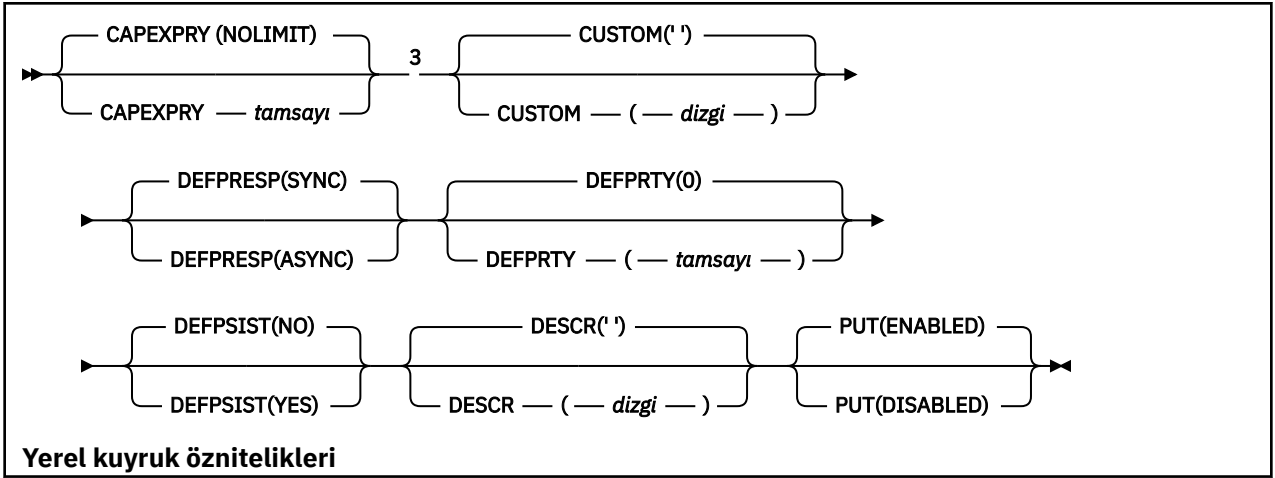 CAPEXPRY (NOLIMIT) CUSTOM(' ')
3
CAPEXPRY tamsayı CUSTOM ( dizgi )
DEFPRESP(SYNC) DEFPRTY(0)
DEFPRESP(ASYNC) DEFPRTY ( tamsayı )
DEFPSIST(NO) DESCR(' ') PUT(ENABLED)
DEFPSIST(YES) DESCR ( dizgi ) PUT(DISABLED)
Yerel kuyruk öznitelikleri